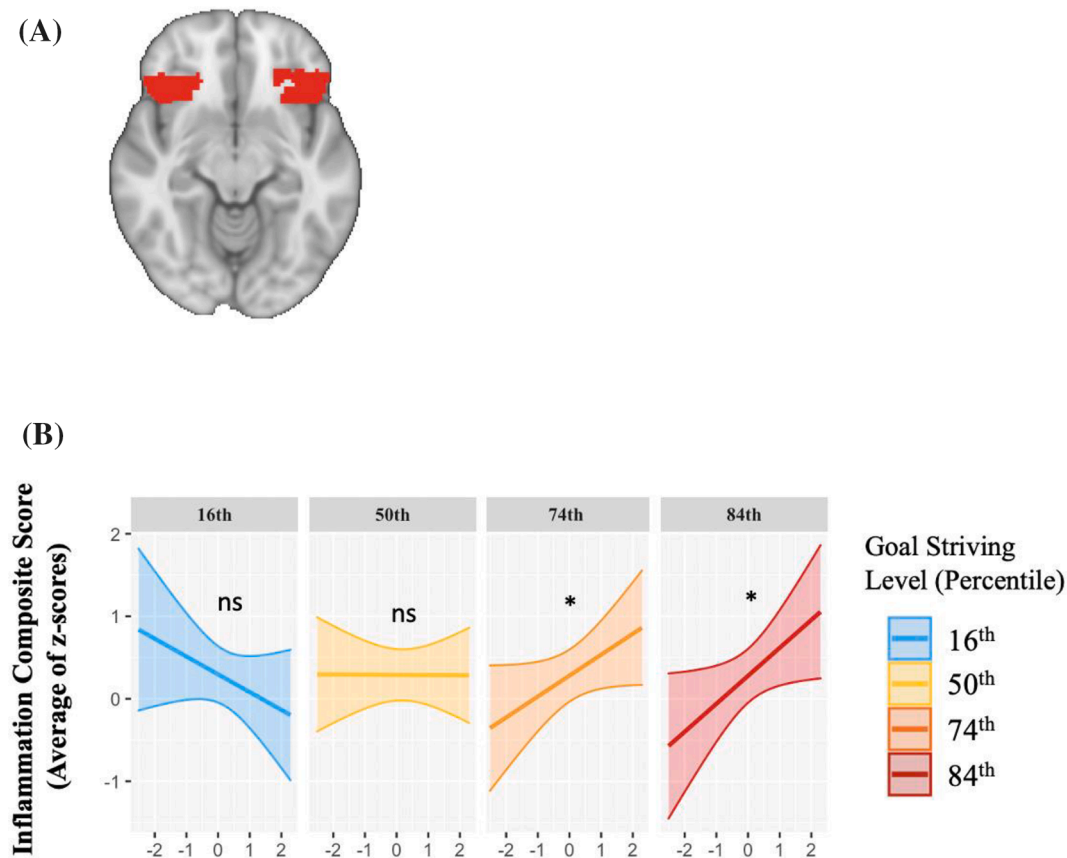 (A)
(B)
Inflammation Composite Score
(Average of z-scores)
16th 50th 74th 84th
2
1
0
-1
ns ns * *
-2 -1 0 1 2 -2 -1 0 1 2 -2 -1 0 1 2 -2 -1 0 1 2
Goal Striving
Level (Percentile)
16th
50th
74th
84th